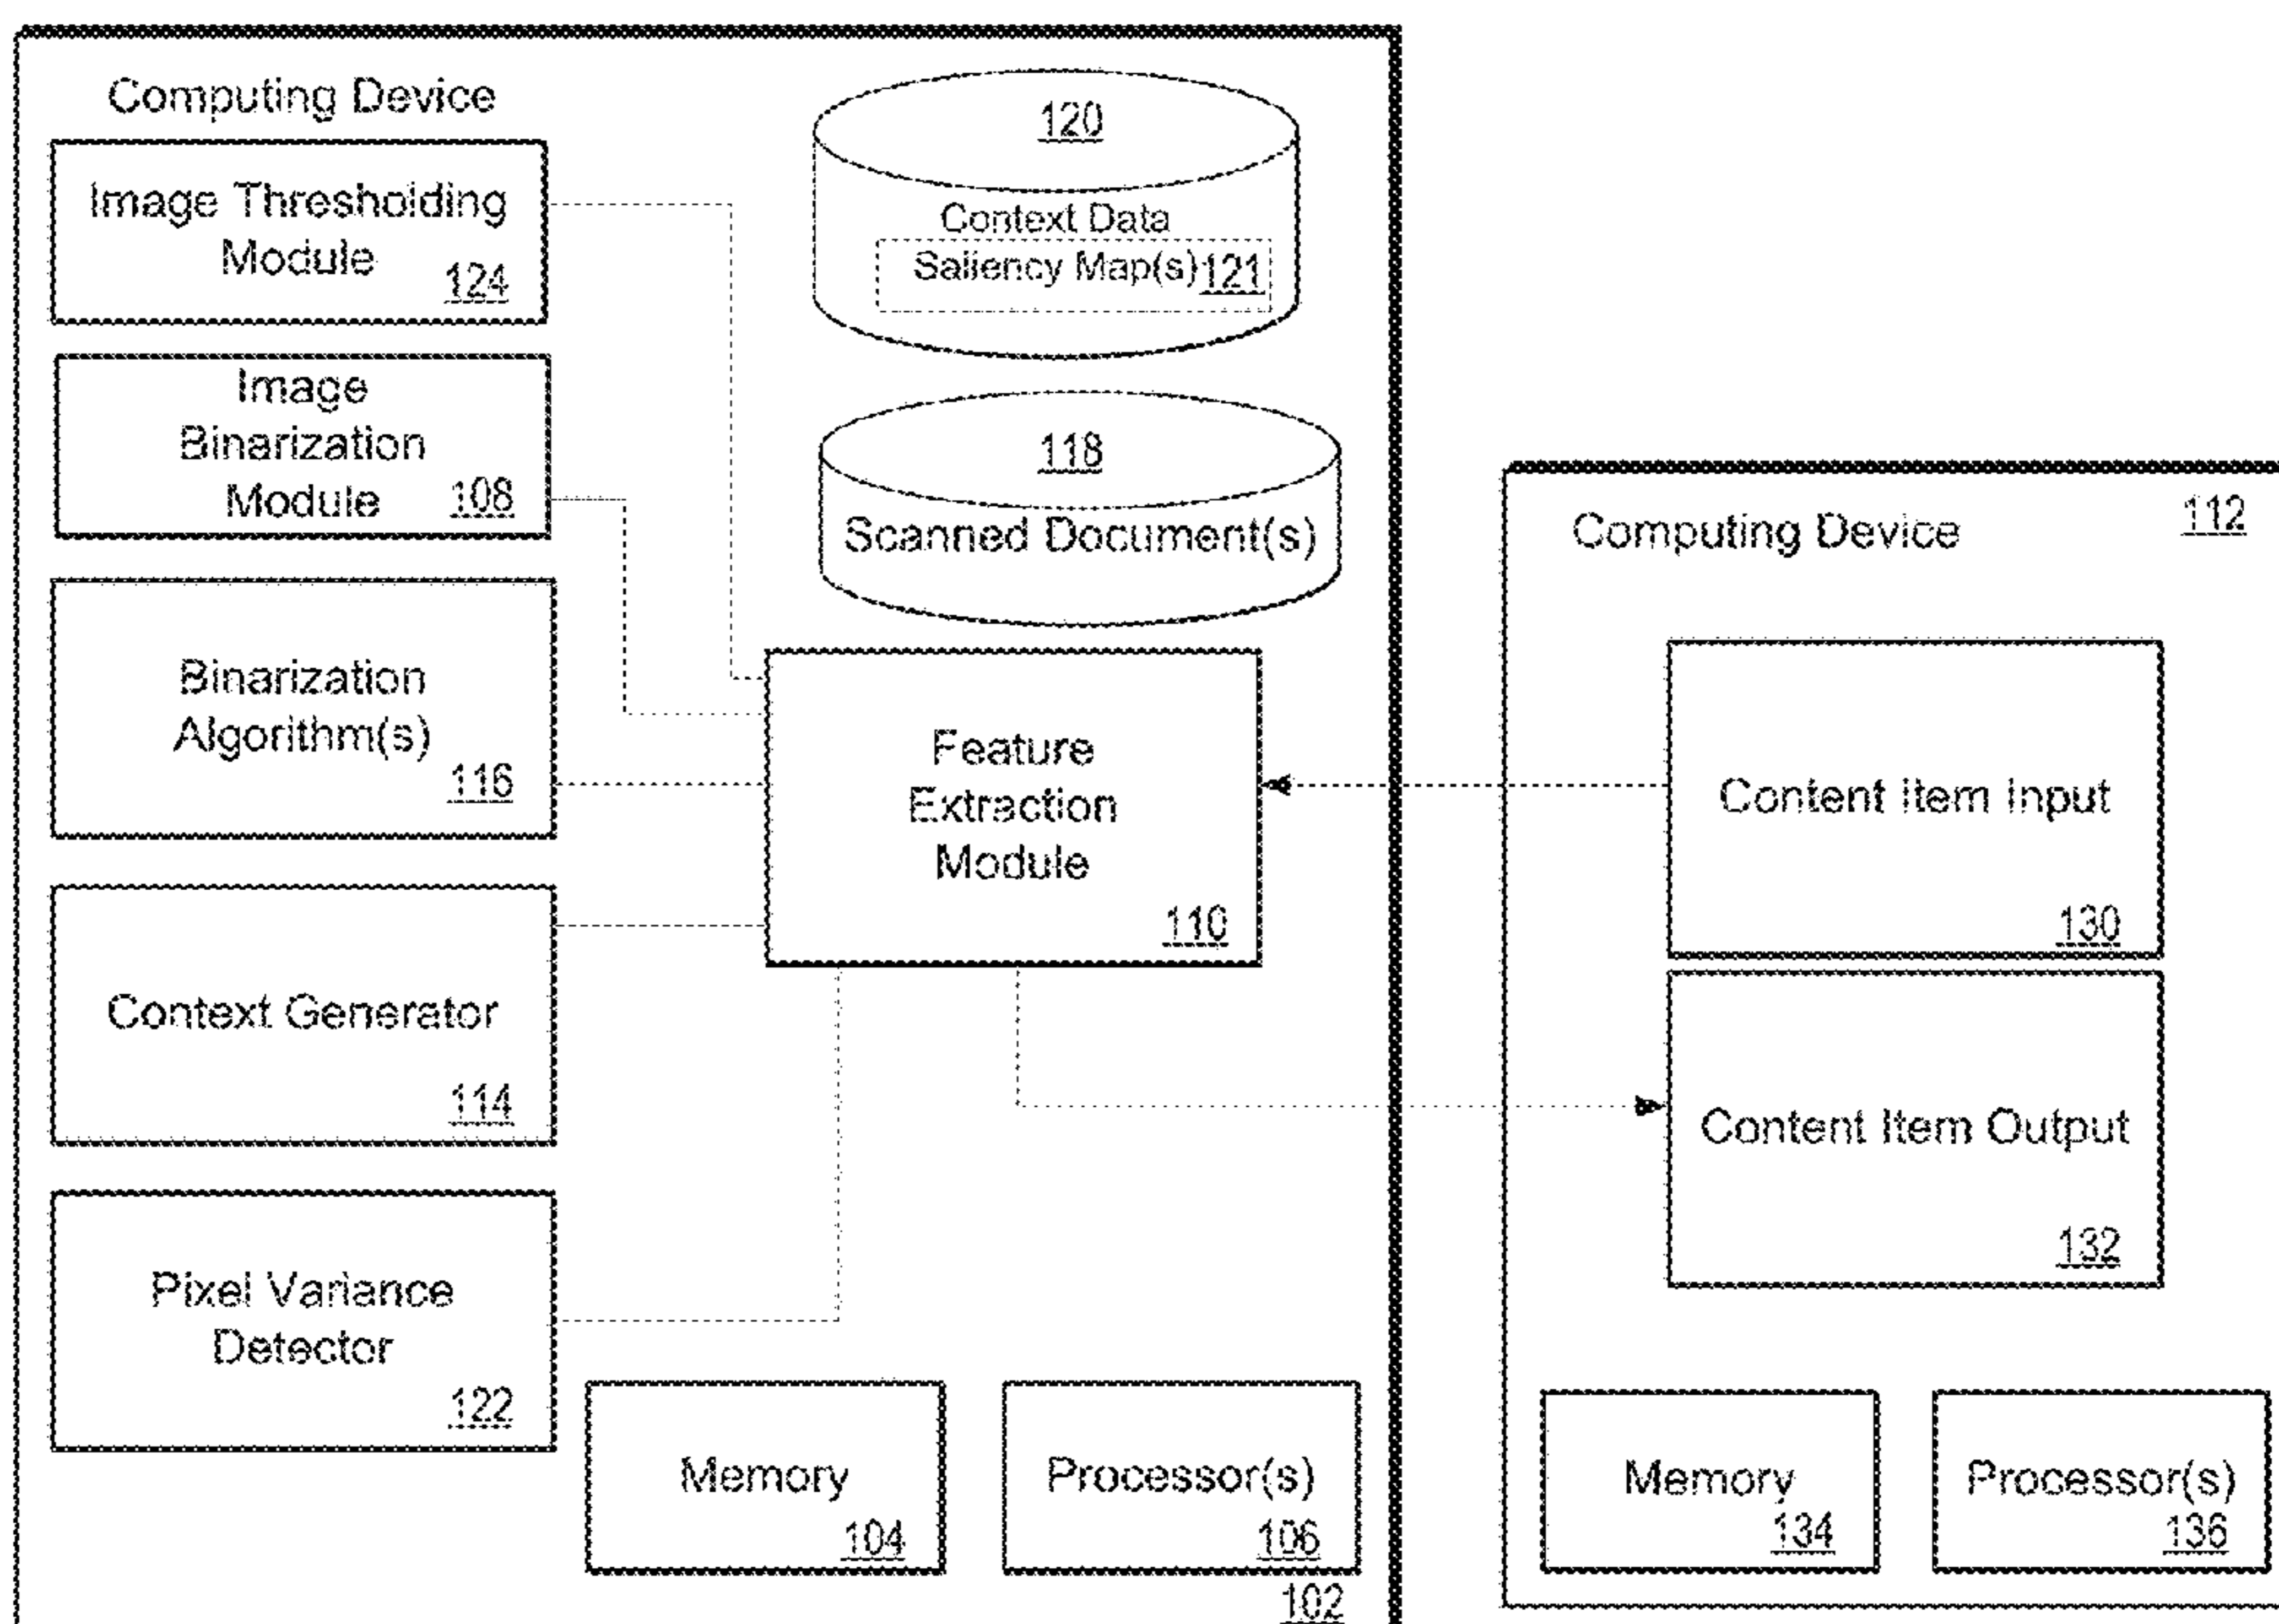 Computing Device
Image Thresholding
Module
124
Image
Binarization
Module
108
Binarization
Algorithm(s)
116
Context Generator
114
Pixel Variance
Detector
122
120
Context Data
Saliency Map(s) 121
118
Scanned Document(s)
Feature
Extraction
Module
110
Memory
104
Processor(s)
106
102
Computing Device
112
Content Item Input
130
Content Item Output
132
Memory
134
Processor(s)
136